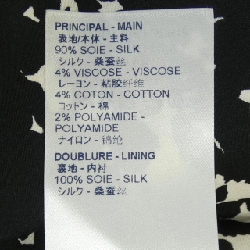 PRINCIPAL - MAIN
表地/本体 - 主料
90% SOIE - SILK
シルク - 桑蚕丝
4% VISCOSE - VISCOSE
レーヨン - 粘胶纤维
4% COTON - COTTON
コットン - 棉
2% POLYAMIDE -
POLYAMIDE
ナイロン - 锦纶
DOUBLURE - LINING
裏地 - 内衬
100% SOIE - SILK
シルク - 桑蚕丝